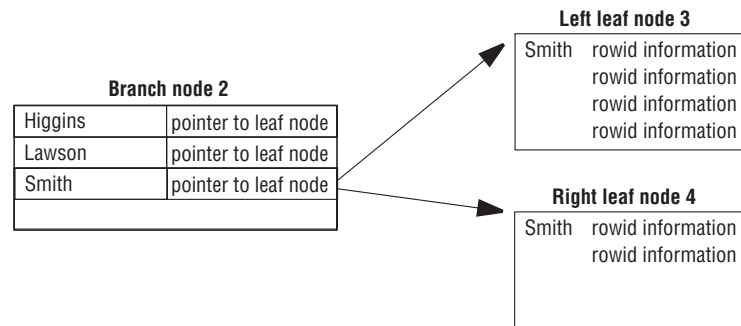 Branch node 2
Higgins pointer to leaf node
Lawson pointer to leaf node
Smith pointer to leaf node
Left leaf node 3
Smith rowid information
rowid information
rowid information
rowid information
Right leaf node 4
Smith rowid information
rowid information